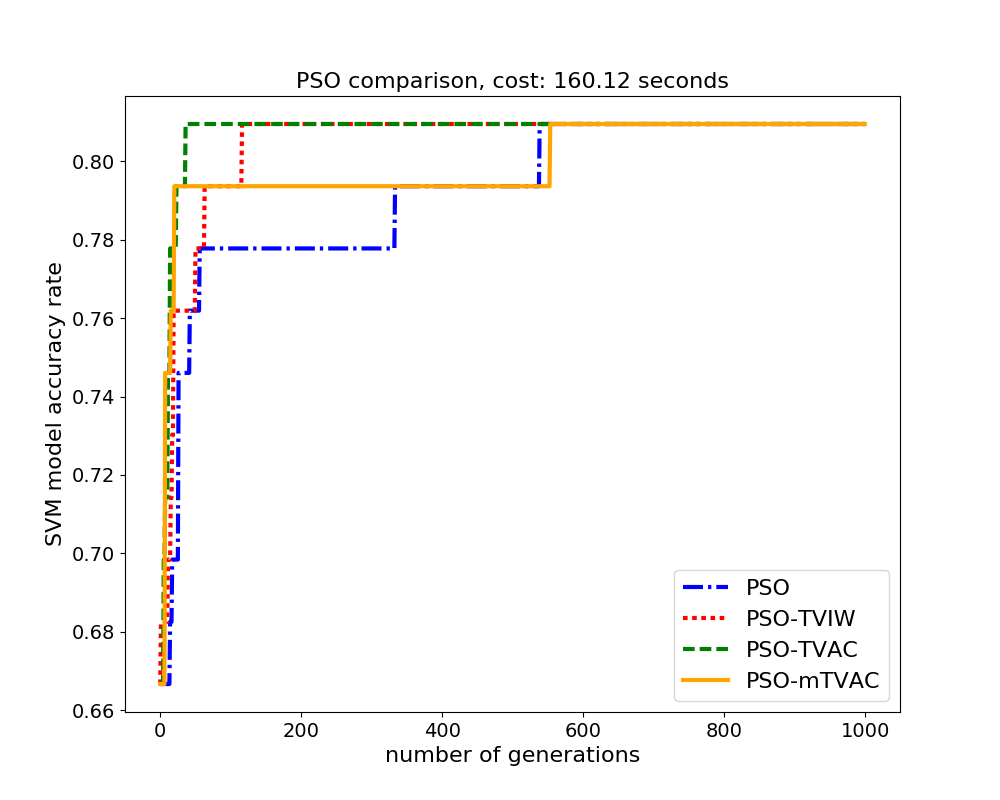 PSO comparison, cost: 160.12 seconds
SVM model accuracy rate
0.80
0.78
0.76
0.74
0.72
0.70
0.68
0.66
PSO
PSO-TVIW
PSO-TVAC
PSO-mTVAC
0 200 400 600 800 1000
number of generations